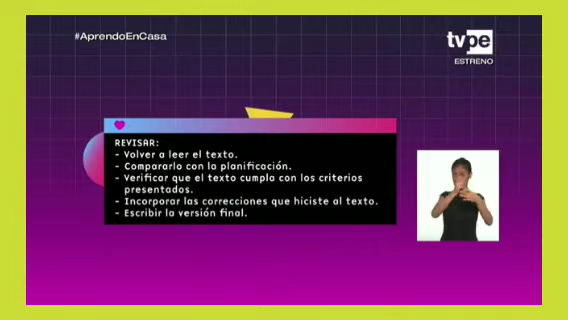 #AprendoEnCasa
tvpe
ESTRENO
REVISAR:
- Volver a leer el texto.
- Compararlo con la planificación.
- Verificar que el texto cumpla con los criterios
presentados.
- Incorporar las correcciones que hiciste al texto.
- Escribir la versión final.